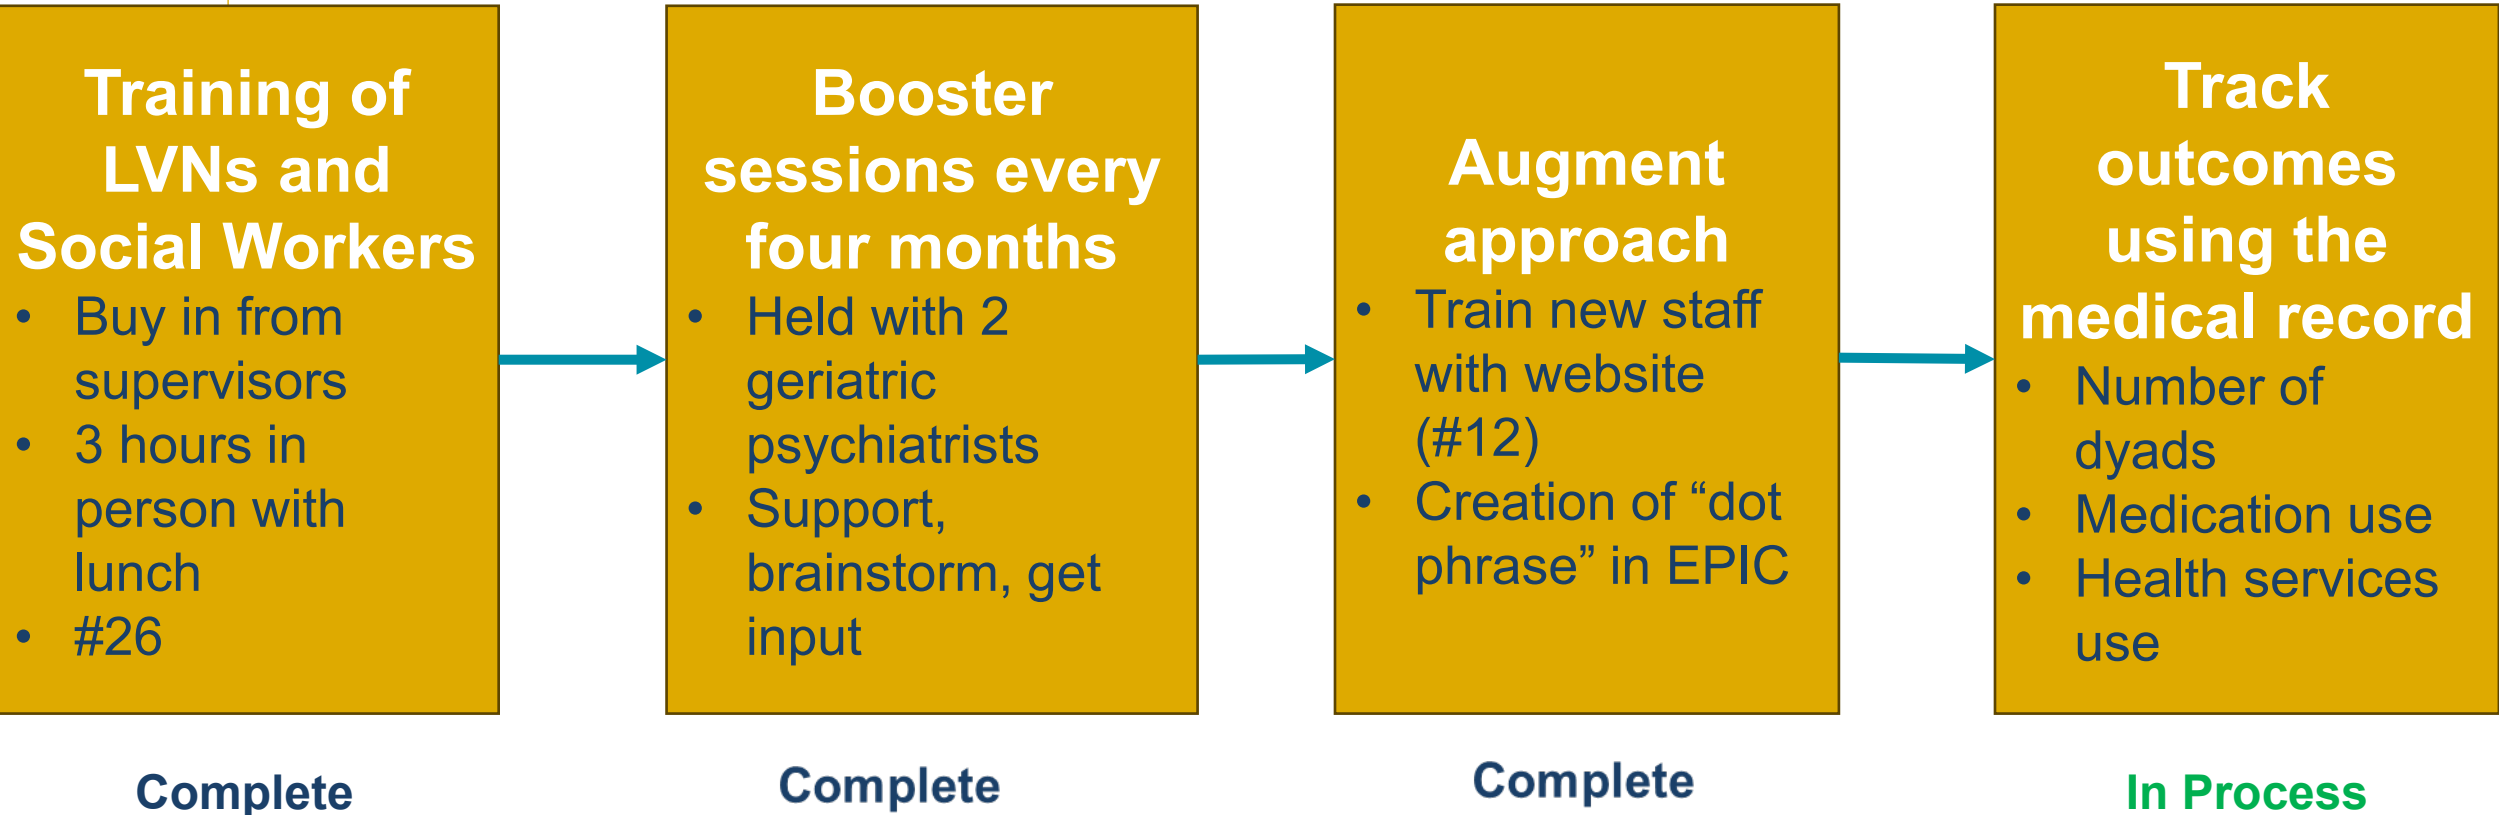 Training of
LVNs and
Social Workers
• Buy in from
supervisors
• 3 hours in
person with
lunch
• #26
Complete
Booster
sessions every
four months
• Held with 2
geriatric
psychiatrists
• Support,
brainstorm, get
input
Complete
Augment
approach
• Train new staff
with website
(#12)
• Creation of “dot
phrase” in EPIC
Complete
Track
outcomes
using the
medical record
• Number of
dyads
• Medication use
• Health services
use
In Process